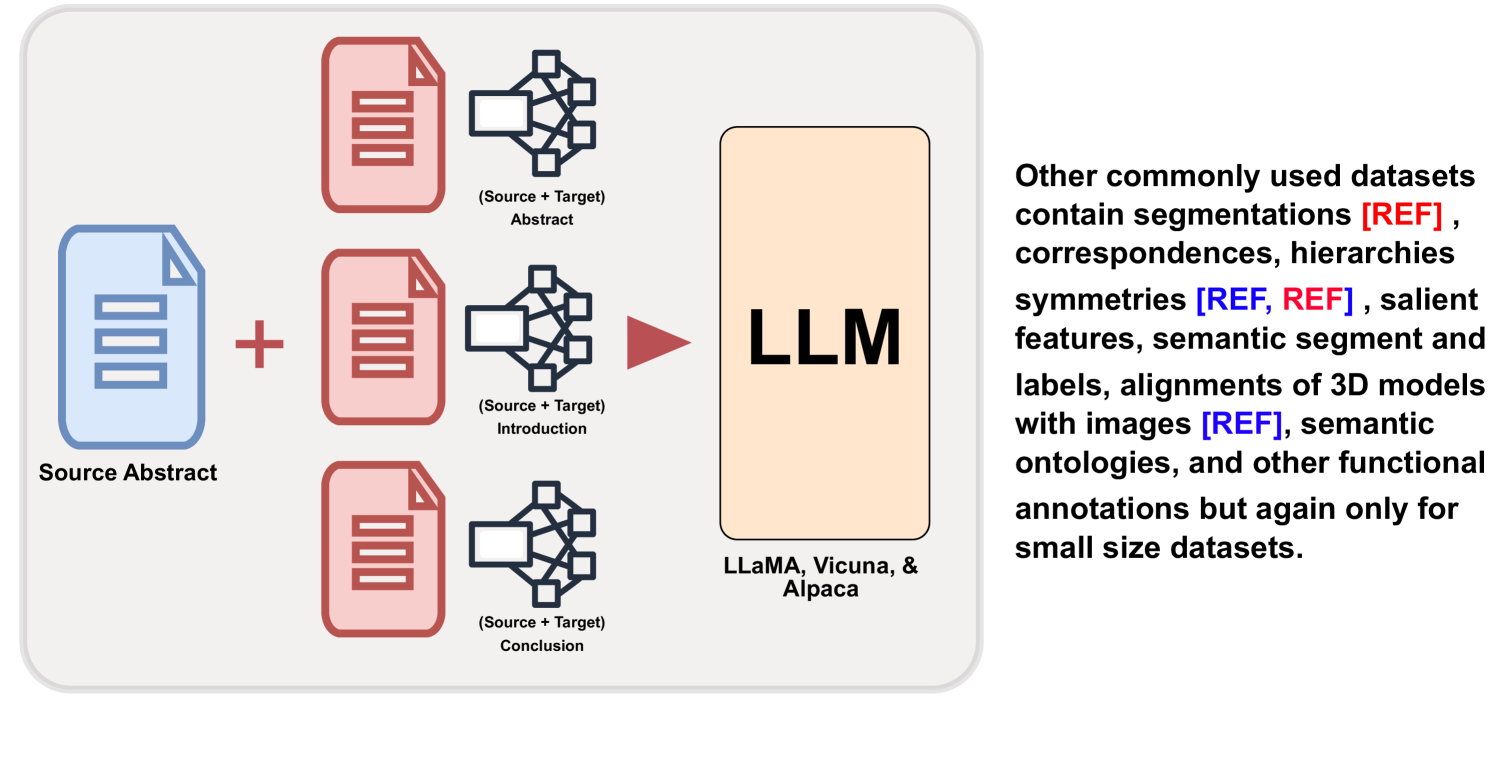 (Source + Target)
Abstract
Source Abstract
(Source + Target)
Introduction
(Source + Target)
Conclusion
LLM
LLaMA, Vicuna, &
Alpaca
Other commonly used datasets
contain segmentations [REF] ,
correspondences, hierarchies
symmetries [REF, REF] , salient
features, semantic segment and
labels, alignments of 3D models
with images [REF], semantic
ontologies, and other functional
annotations but again only for
small size datasets.